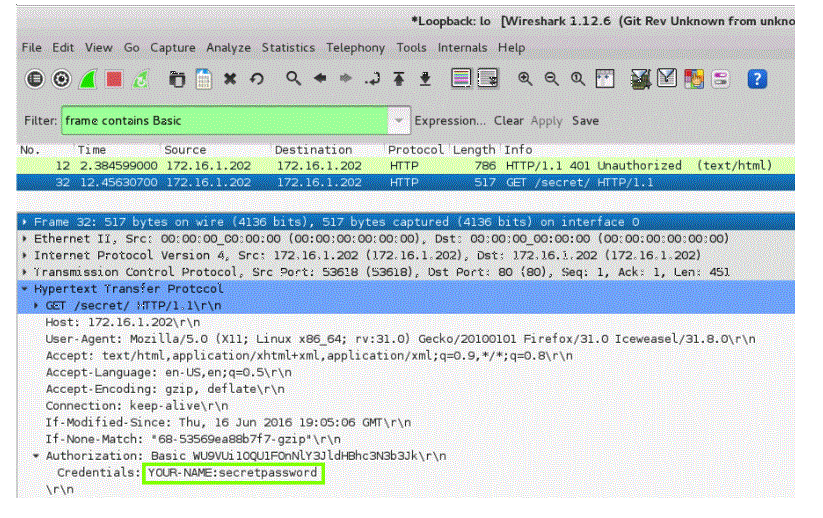 *Loopback: lo [Wireshark 1.12.6 (Git Rev Unknown from unkno
File Edit View Go Capture Analyze Statistics Telephony Tools Internals Help
Filter: frame contains Basic Expression... Clear Apply Save
No. Time Source Destination Protocol Length Info
12 2.384599000 172.16.1.202 172.16.1.202 HTTP 786 HTTP/1.1 401 Unauthorized (text/html)
32 12.45630700 172.16.1.202 172.16.1.202 HTTP 517 GET /secret/ HTTP/1.1
Frame 32: 517 bytes on wire (4136 bits), 517 bytes captured (4136 bits) on interface 0
Ethernet II, Src: 00:00:00_00:00:00 (00:00:00:00:00:00), Dst: 00:00:00_00:00:00 (00:00:00:00:00:00)
Internet Protocol Version 4, Src: 172.16.1.202 (172.16.1.202), Dst: 172.16.1.202 (172.16.1.202)
Transmission Control Protocol, Src Port: 53618 (53618), Dst Port: 80 (80), Seq: 1, Ack: 1, Len: 451
Hypertext Transfer Protocol
GET /secret/ HTTP/1.1\r\n
Host: 172.16.1.202\r\n
User-Agent: Mozilla/5.0 (X11; Linux x86_64; rv:31.0) Gecko/20100101 Firefox/31.0 Iceweasel/31.8.0\r\n
Accept: text/html,application/xhtml+xml,application/xml;q=0.9,*/*;q=0.8\r\n
Accept-Language: en-US,en;q=0.5\r\n
Accept-Encoding: gzip, deflate\r\n
Connection: keep-alive\r\n
If-Modified-Since: Thu, 16 Jun 2016 19:05:06 GMT\r\n
If-None-Match: "68-53569ea88b7f7-gzip"\r\n
Authorization: Basic WU9VUi1OQU1FOnNlY3JldHBhc3N3b3Jk\r\n
Credentials: YOUR-NAME:secretpassword
\r\n